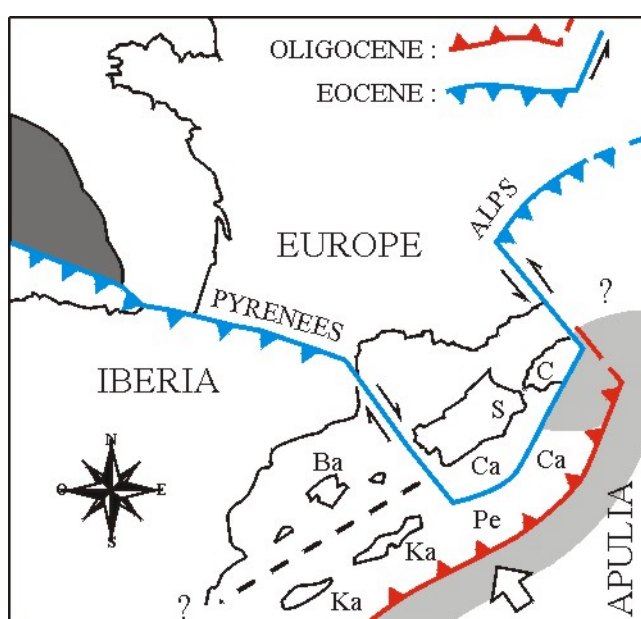 OLIGOCENE :
EOCENE :
ALPS
EUROPE
?
PYRENEES
IBERIA
C
S
N
O E
S
Ba
Ca
Ca
Pe
Ka
Ka
?
APULIA